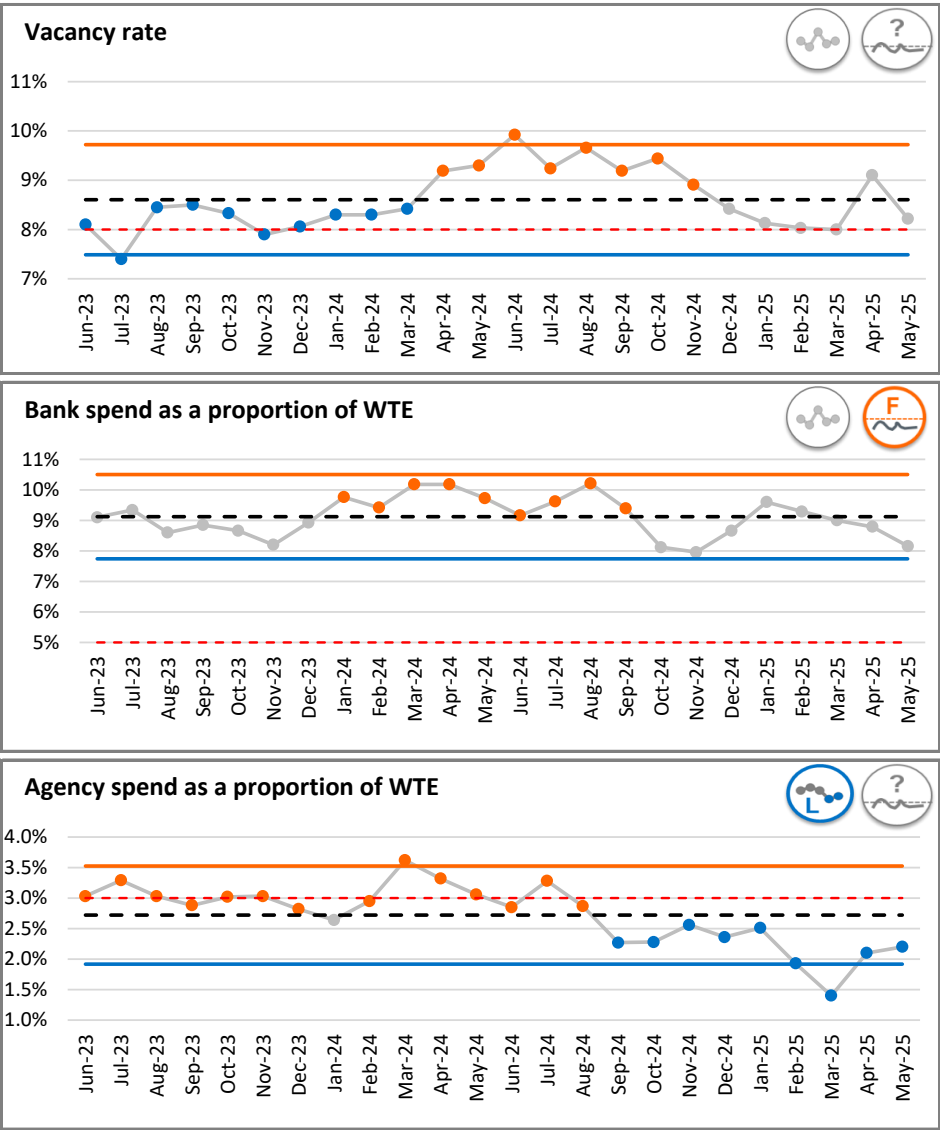 Vacancy rate
?
11%
10%
9%
8%
7%
Jun-23
Jul-23
Aug-23
Sep-23
Oct-23
Nov-23
Dec-23
Jan-24
Feb-24
Mar-24
Apr-24
May-24
Jun-24
Jul-24
Aug-24
Sep-24
Oct-24
Nov-24
Dec-24
Jan-25
Feb-25
Mar-25
Apr-25
May-25
Bank spend as a proportion of WTE
F
11%
10%
9%
8%
7%
6%
5%
Jun-23
Jul-23
Aug-23
Sep-23
Oct-23
Nov-23
Dec-23
Jan-24
Feb-24
Mar-24
Apr-24
May-24
Jun-24
Jul-24
Aug-24
Sep-24
Oct-24
Nov-24
Dec-24
Jan-25
Feb-25
Mar-25
Apr-25
May-25
Agency spend as a proportion of WTE
L
?
4.0%
3.5%
3.0%
2.5%
2.0%
1.5%
1.0%
Jun-23
Jul-23
Aug-23
Sep-23
Oct-23
Nov-23
Dec-23
Jan-24
Feb-24
Mar-24
Apr-24
May-24
Jun-24
Jul-24
Aug-24
Sep-24
Oct-24
Nov-24
Dec-24
Jan-25
Feb-25
Mar-25
Apr-25
May-25